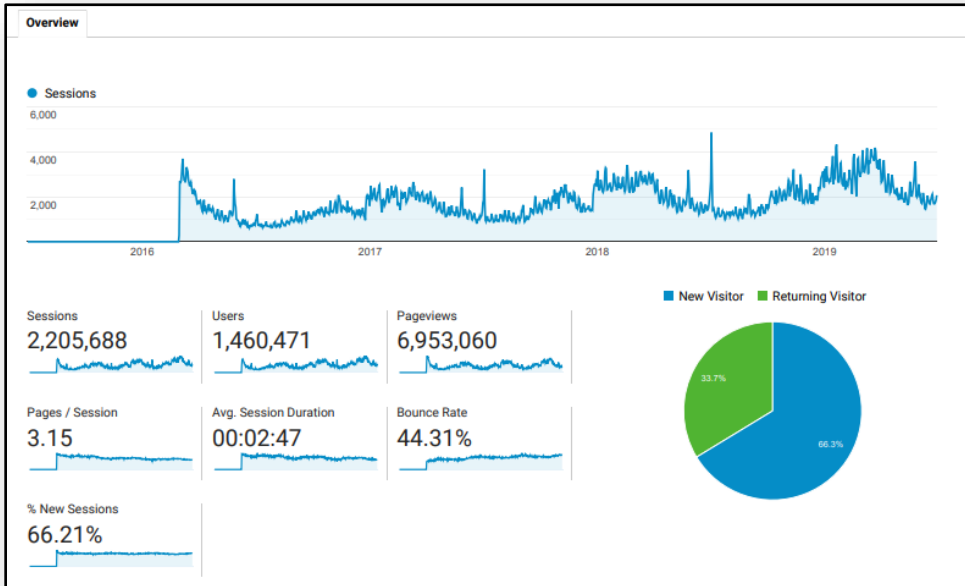 Overview
Sessions
6,000
4,000
2,000
2016 2017 2018 2019
New Visitor Returning Visitor
Sessions Users Pageviews
2,205,688 1,460,471 6,953,060
33.7%
Pages / Session Avg. Session Duration Bounce Rate
3.15 00:02:47 44.31%
66.3%
% New Sessions
66.21%